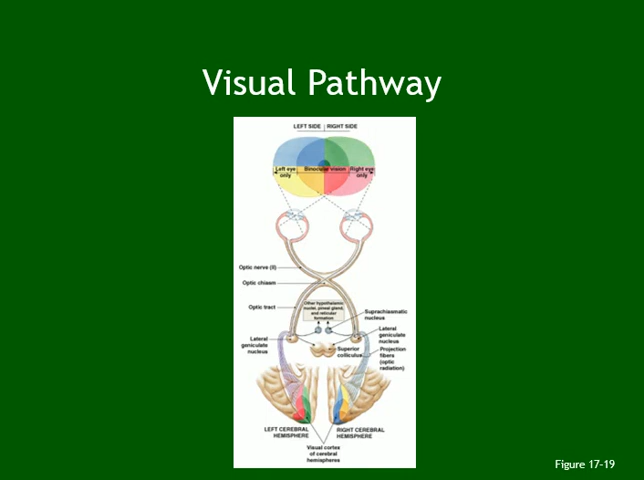 Visual Pathway
LEFT SIDE
RIGHT SIDE
Left eye
only
Binocular vision
Right eye
only
Optic nerve (II)
Optic chiasm
Optic tract
Other hypothalamic
nuclei, pineal gland,
and reticular
formation
Suprachiasmatic
nucleus
Lateral
geniculate
nucleus
Superior
colliculus
Lateral
geniculate
nucleus
Projection
fibers
(optic
radiation)
LEFT CEREBRAL
HEMISPHERE
RIGHT CEREBRAL
HEMISPHERE
Visual cortex
of cerebral
hemispheres
Figure 17-19